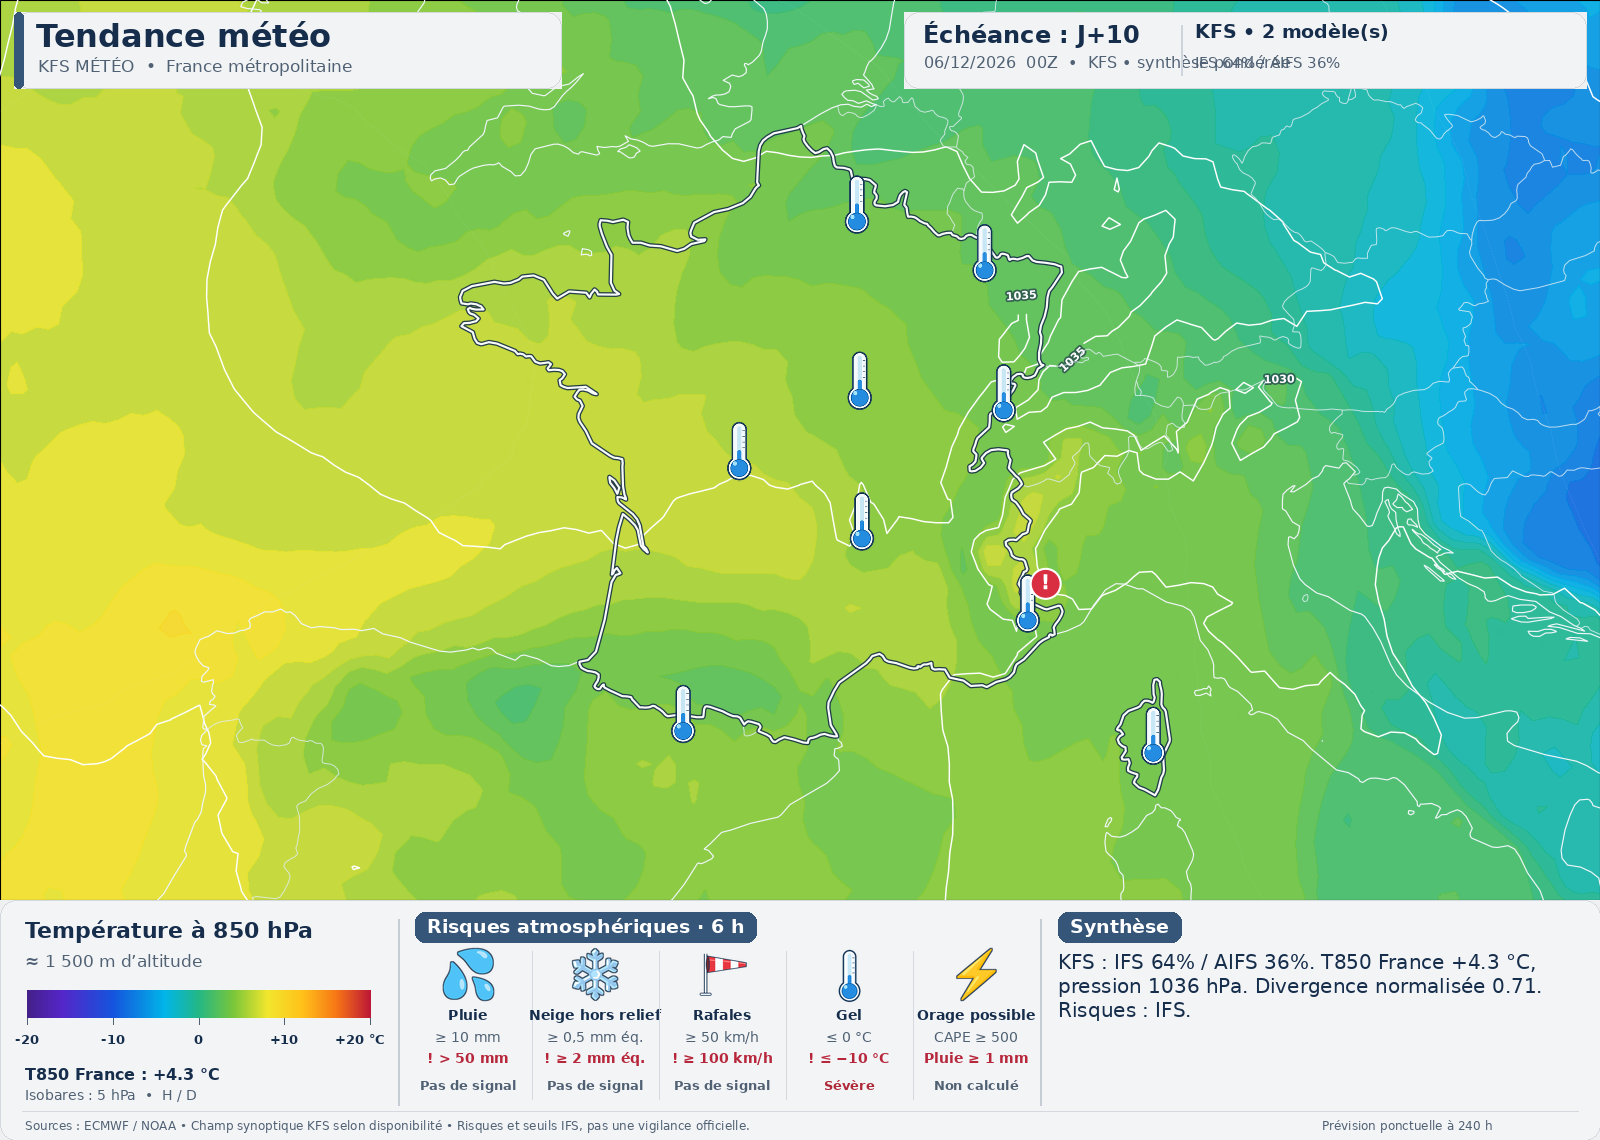 Tendance météo
KFS MÉTÉO • France métropolitaine
Échéance : J+10
06/12/2026 00Z • KFS • synthèse pondérée
KFS • 2 modèle(s)
IFS 64% / AIFS 36%
!
1035
1035
1030
Température à 850 hPa
≈ 1 500 m d’altitude
-20 -10 0 +10 +20 °C
T850 France : +4.3 °C
Isobares : 5 hPa • H / D
Risques atmosphériques · 6 h
Pluie Neige hors relief Rafales Gel Orage possible
≥ 10 mm ≥ 0,5 mm éq. ≥ 50 km/h ≤ 0 °C CAPE ≥ 500
! > 50 mm ! ≥ 2 mm éq. ! ≥ 100 km/h ! ≤ −10 °C Pluie ≥ 1 mm
Pas de signal Pas de signal Pas de signal Sévère Non calculé
Synthèse
KFS : IFS 64% / AIFS 36%. T850 France +4.3 °C,
pression 1036 hPa. Divergence normalisée 0.71.
Risques : IFS.
Sources : ECMWF / NOAA • Champ synoptique KFS selon disponibilité • Risques et seuils IFS, pas une vigilance officielle.
Prévision ponctuelle à 240 h